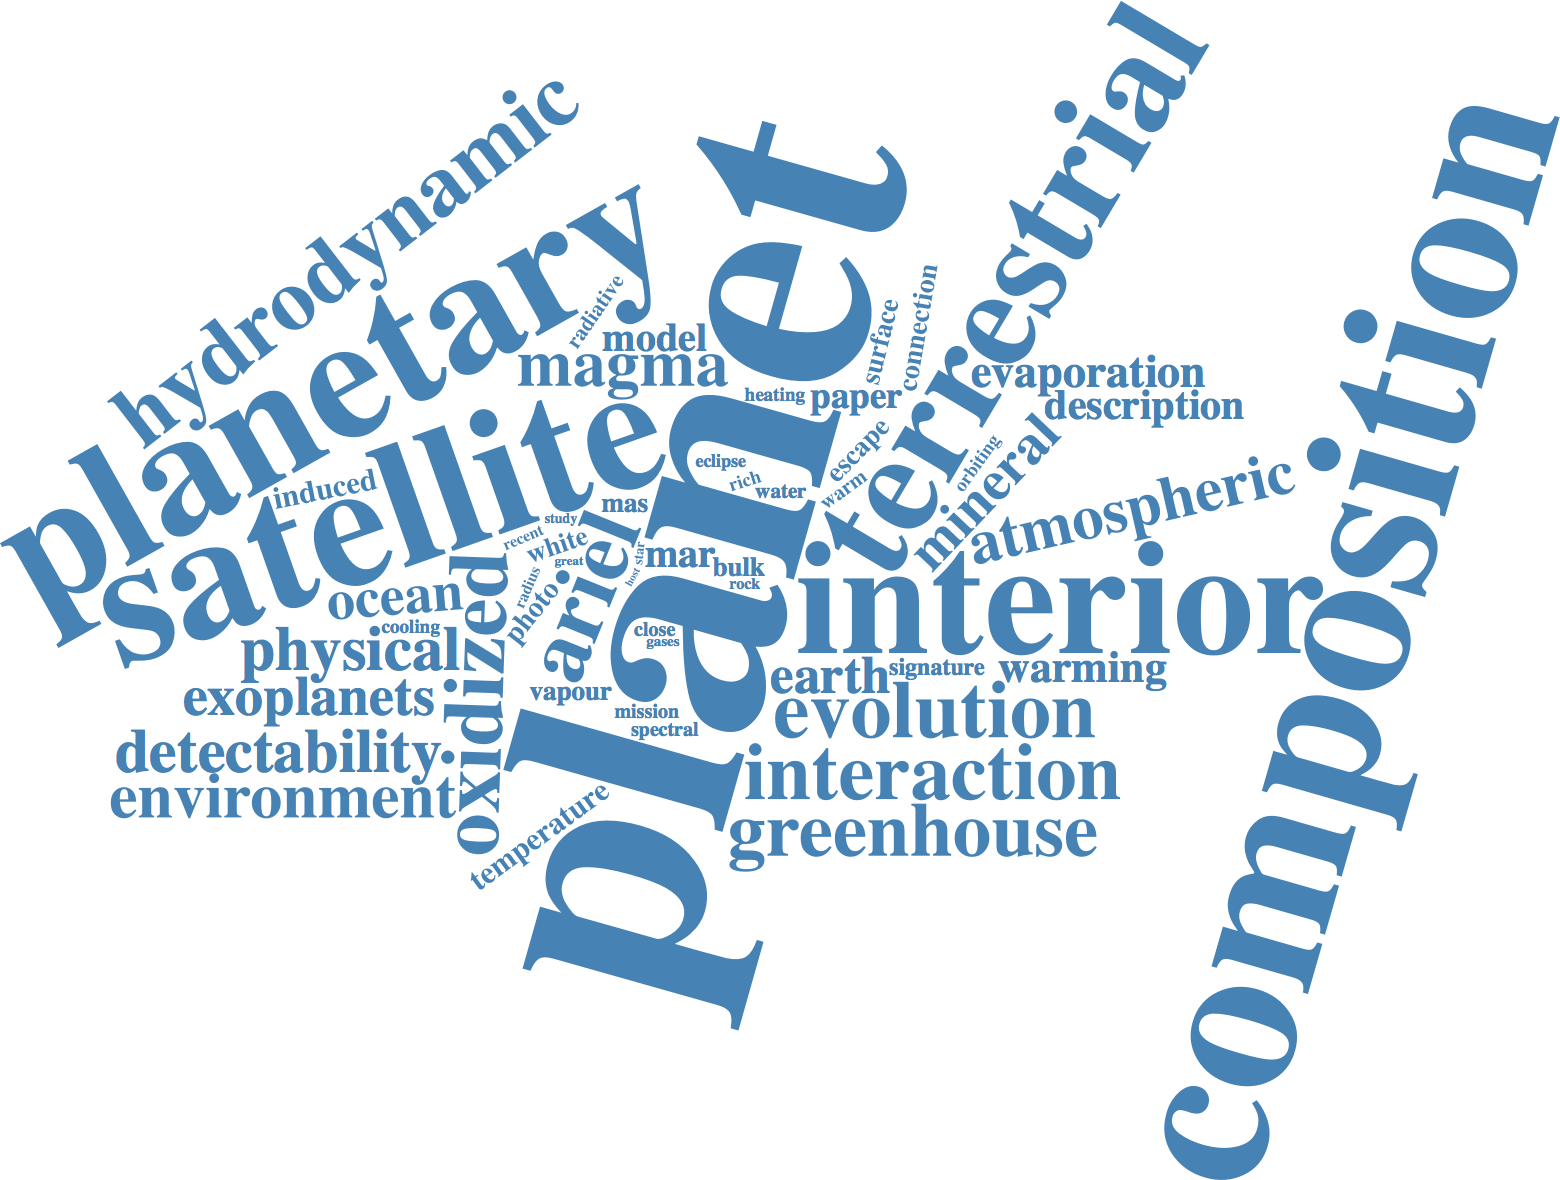 hydrodynamic
planetary
satellite
planet
terrestrial
composition
interior
radiative
model
magma
surface
connection
heating
paper
evaporation
description
escape
warm
orbiting
mineral
atmospheric
eclipse
rich
water
induced
mas
study
recent
white
great
radius
photo
host
star
ariel
mar
bulk
rock
ocean
cooling
oxidized
physical
close
gases
exoplanets
vapour
earth
signature
warming
mission
spectral
evolution
detectability
environment
interaction
greenhouse
temperature